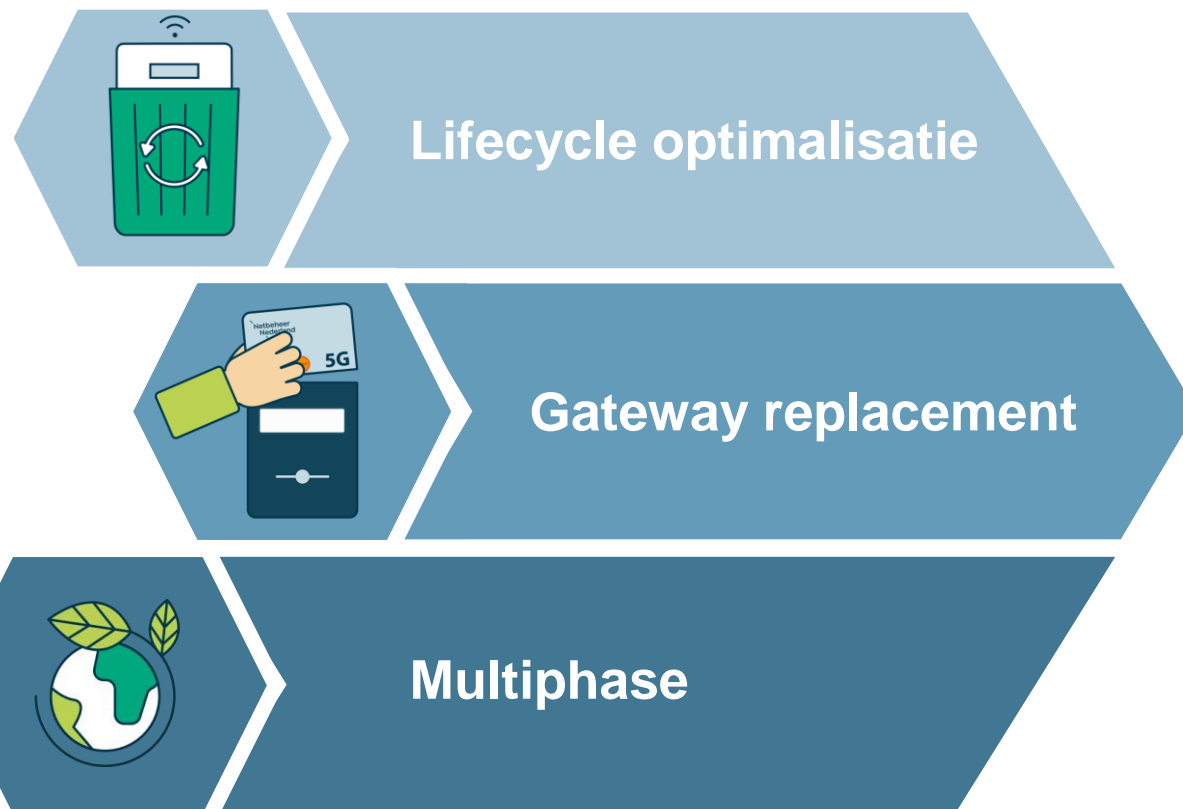 Lifecycle optimalisatie
Netbeheer
Nederland
5G
Gateway replacement
Multiphase